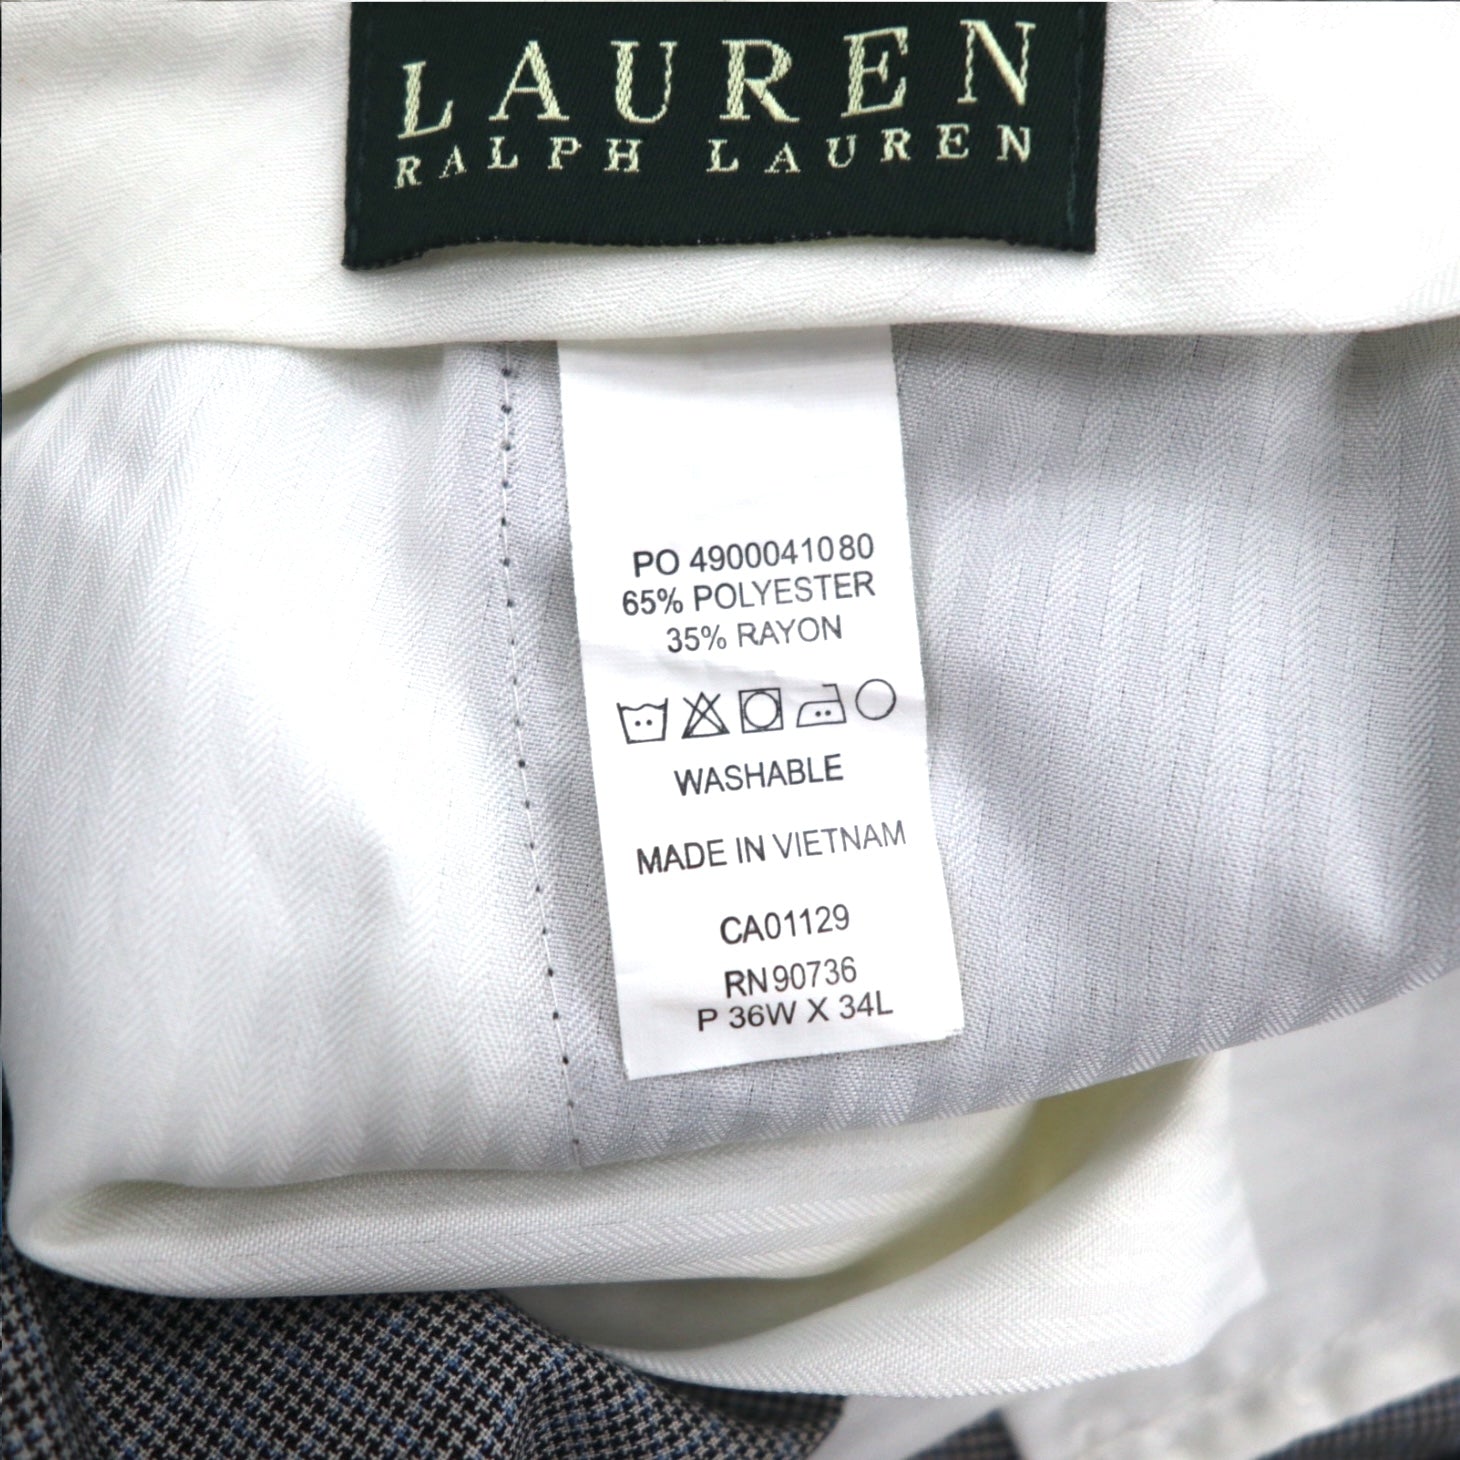 LAUREN
RALPH LAUREN
PO 4900041080
65% POLYESTER
35% RAYON
WASHABLE
MADE IN VIETNAM
CA01129
RN90736
P 36W X 34L